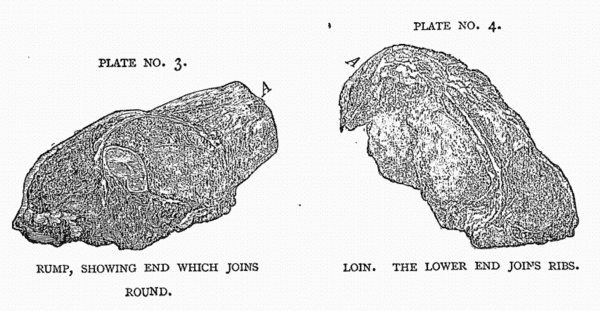 PLATE NO. 3.
A
RUMP, SHOWING END WHICH JOINS
ROUND.
PLATE NO. 4.
A
LOIN. THE LOWER END JOINS RIBS.